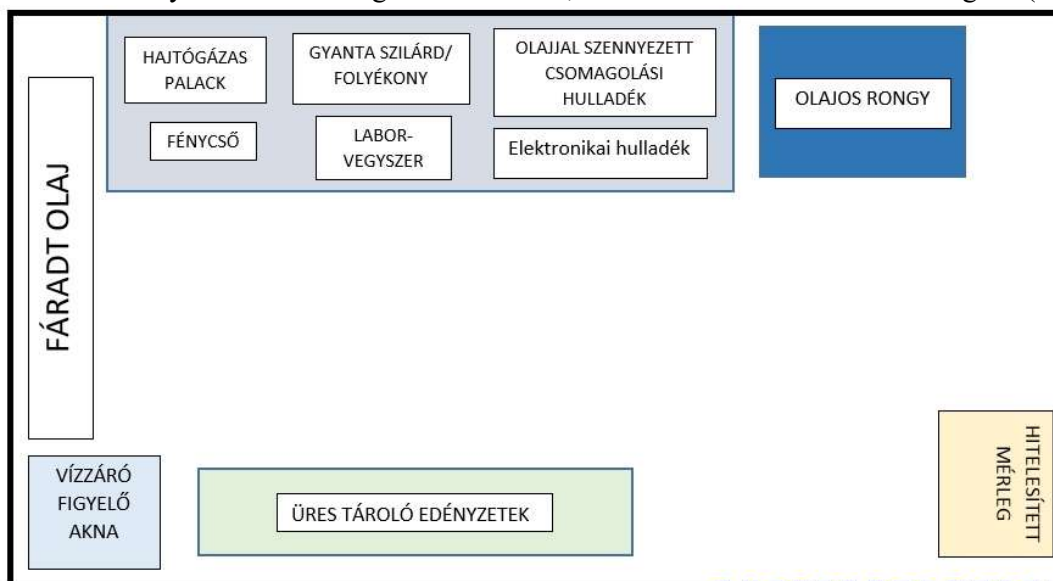 HAJTÓGÁZAS
PALACK
GYANTA SZILÁRD/
FOLYÉKONY
OLAJJAL SZENNYEZETT
CSOMAGOLÁSI
HULLADÉK
OLAJOS RONGY
FÉNYCSŐ
LABOR-
VEGYSZER
Elektronikai hulladék
FÁRADT OLAJ
VÍZZÁRÓ
FIGYELŐ
AKNA
ÜRES TÁROLÓ EDÉNYZETEK
HITELESÍTETT
MÉRLEG